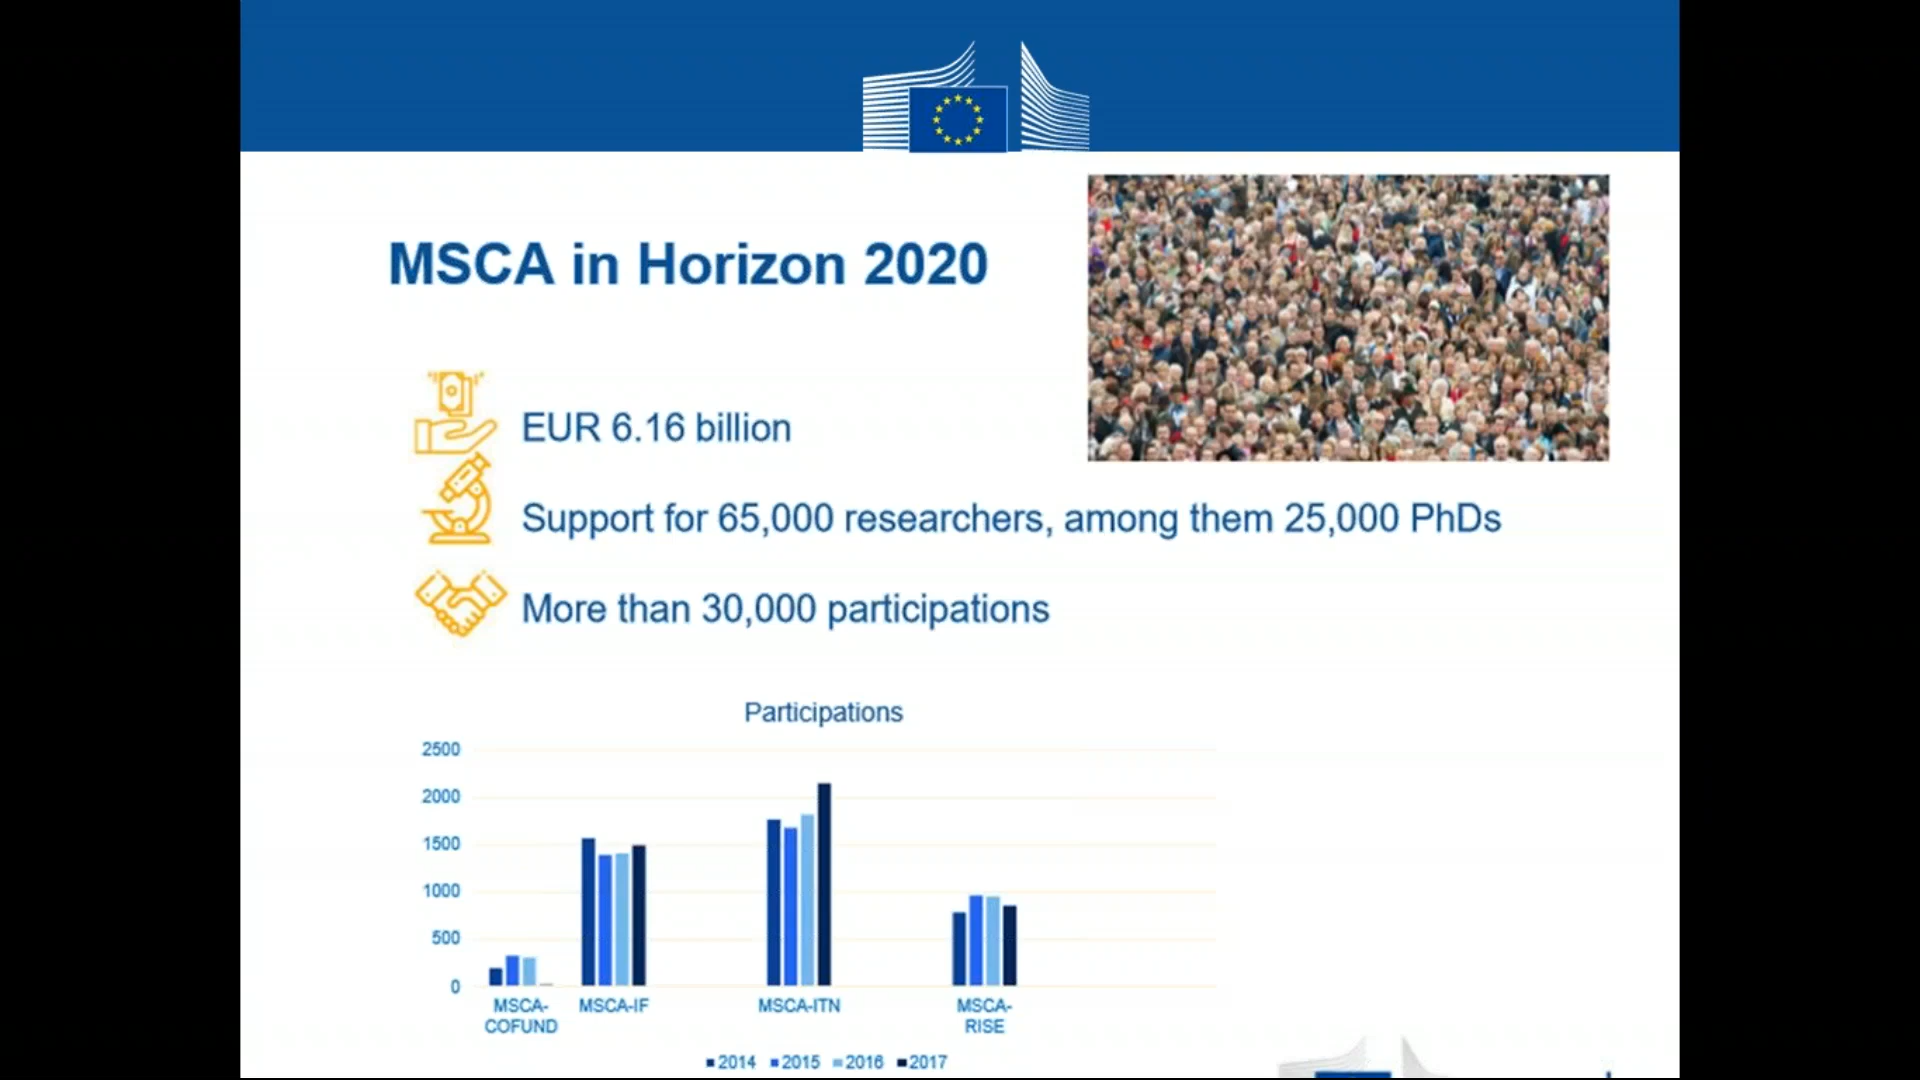 MSCA in Horizon 2020
EUR 6.16 billion
Support for 65,000 researchers, among them 25,000 PhDs
More than 30,000 participations
Participations
2500
2000
1500
1000
500
0
MSCA-COFUND
MSCA-IF
MSCA-ITN
MSCA-RISE
2014 2015 2016 2017